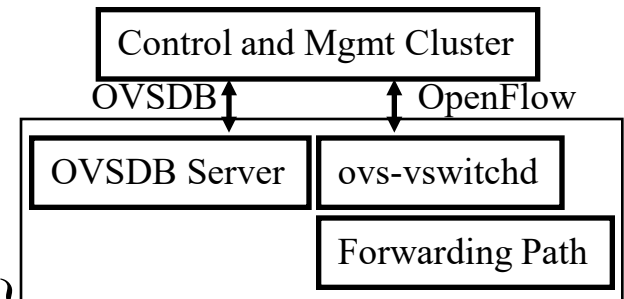 Control and Mgmt Cluster
OVSDB OpenFlow
OVSDB Server ovs-vswitchd
Forwarding Path
)